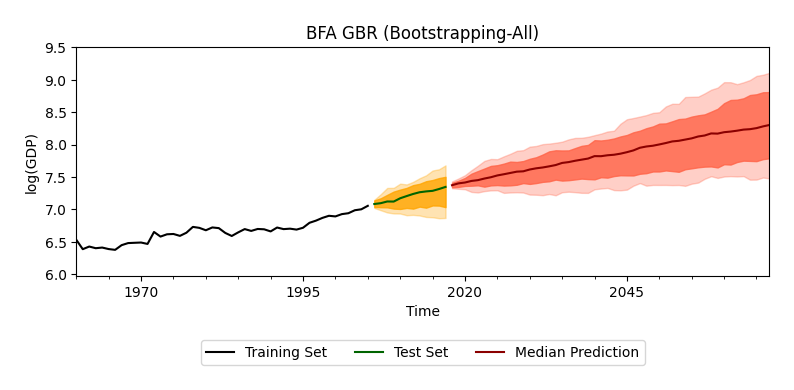 BFA GBR (Bootstrapping-All)
9.5
9.0
8.5
8.0
7.5
7.0
6.5
6.0
log(GDP)
1970 1995 2020 2045
Time
Training Set Test Set Median Prediction